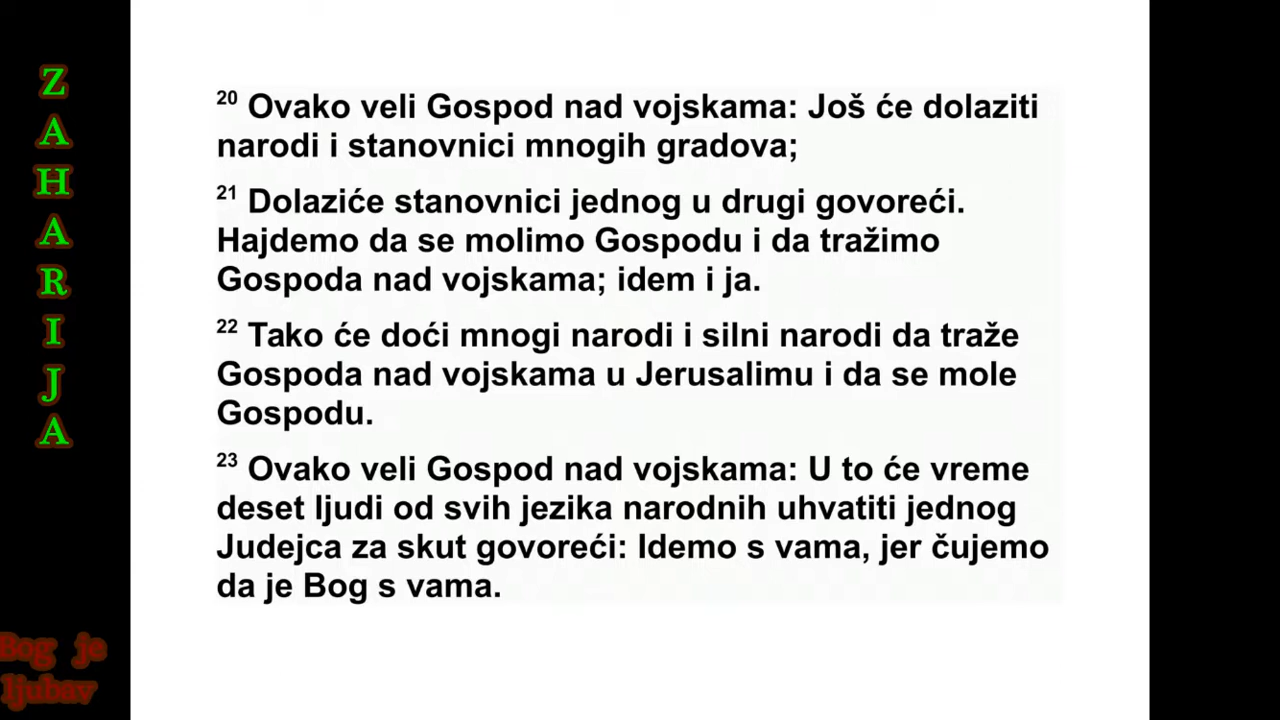 ZAHARIJA
20 Ovako veli Gospod nad vojskama: Još će dolaziti
narodi i stanovnici mnogih gradova;
21 Dolaziće stanovnici jednog u drugi govoreći.
Hajdemo da se molimo Gospodu i da tražimo
Gospoda nad vojskama; idem i ja.
22 Tako će doći mnogi narodi i silni narodi da traže
Gospoda nad vojskama u Jerusalimu i da se mole
Gospodu.
23 Ovako veli Gospod nad vojskama: U to će vreme
deset ljudi od svih jezika narodnih uhvatiti jednog
Judejca za skut govoreći: Idemo s vama, jer čujemo
da je Bog s vama.
Bog je
ljubav